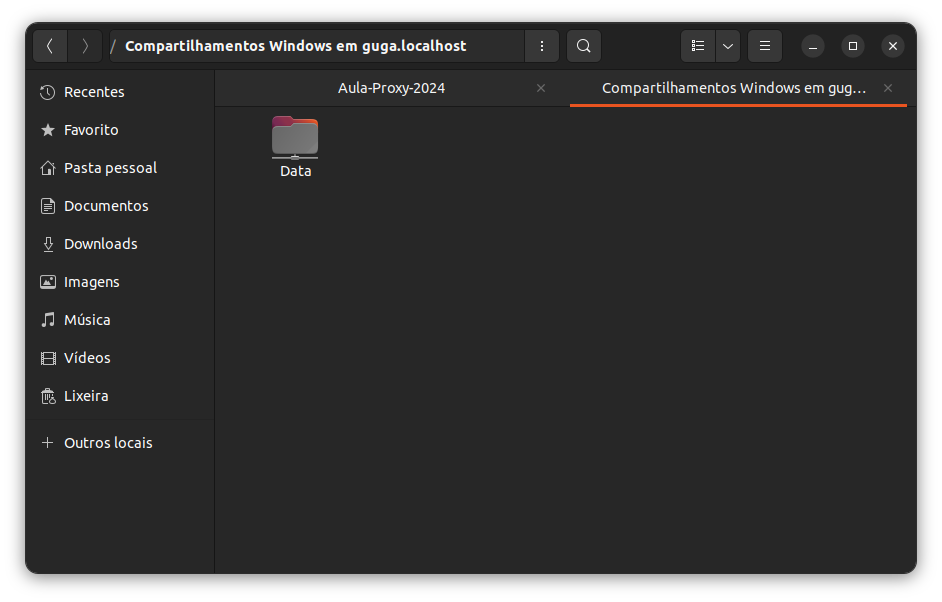 / Compartilhamentos Windows em guga.localhost
Aula-Proxy-2024
Compartilhamentos Windows em gug…
Recentes
Favorito
Pasta pessoal
Documentos
Downloads
Imagens
Música
Vídeos
Lixeira
Outros locais
Data